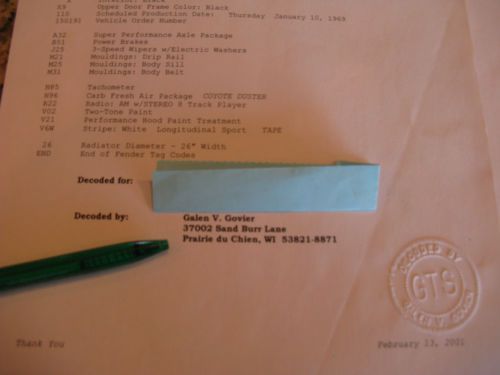 X9 Upper Door Frame Color: Black
115 Scheduled Production Date: Thursday January 10, 1969
150191 Vehicle Order Number
A32 Super Performance Axle Package
B51 Power Brakes
J25 3-Speed Wipers w/Electric Washers
M21 Mouldings: Drip Rail
M25 Mouldings: Body Sill
M31 Mouldings: Body Belt
N85 Tachometer
N96 Carb Fresh Air Package COYOTE DUSTER
R22 Radio: AM w/STEREO 8 Track Player
V02 Two-Tone Paint
V21 Performance Hood Paint Treatment
V6W Stripe: White Longitudinal Sport TAPE
26 Radiator Diameter - 26" Width
END End of Fender Tag Codes
Decoded for:
Decoded by: Galen V. Govier
37002 Sand Burr Lane
Prairie du Chien, WI 53821-8871
DECODED BY
GTS
GALEN V. GOVIER
Thank You
February 13, 2001